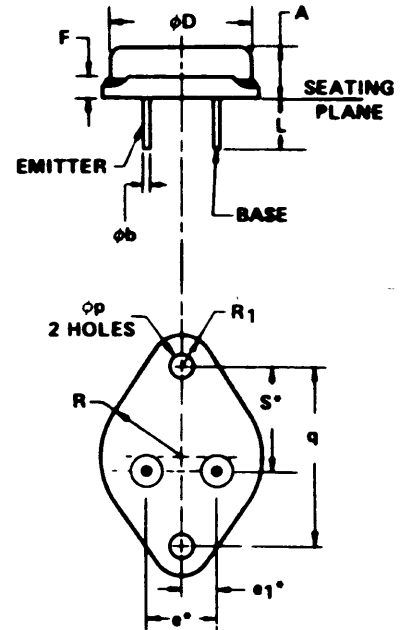 φD
A
F
SEATING
PLANE
L
EMITTER
BASE
φb
φp
2 HOLES
R1
R
S*
q
e1*
e*